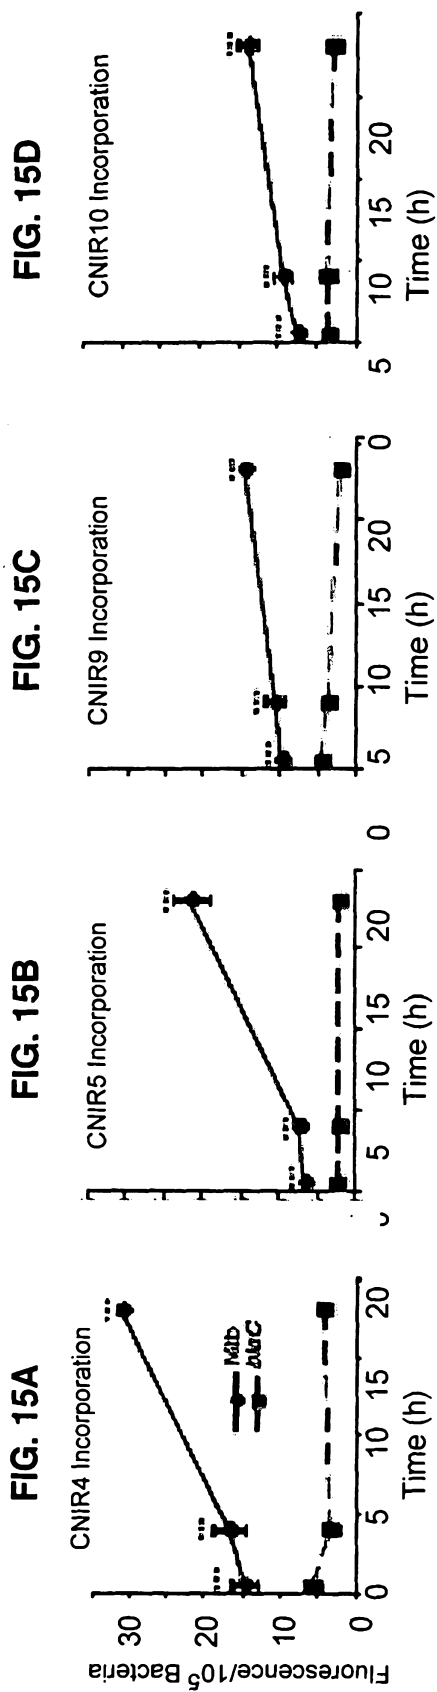 FIG. 15A
CNIR4 Incorporation
Fluorescence/10⁵ Bacteria
30
20
10
0
Mtb
0 5 10 15 20
Time (h)
FIG. 15B
CNIR5 Incorporation
5 10 15 20
Time (h)
FIG. 15C
CNIR9 Incorporation
0 5 10 15 20
Time (h)
FIG. 15D
CNIR10 Incorporation
0 5 10 15 20
Time (h)